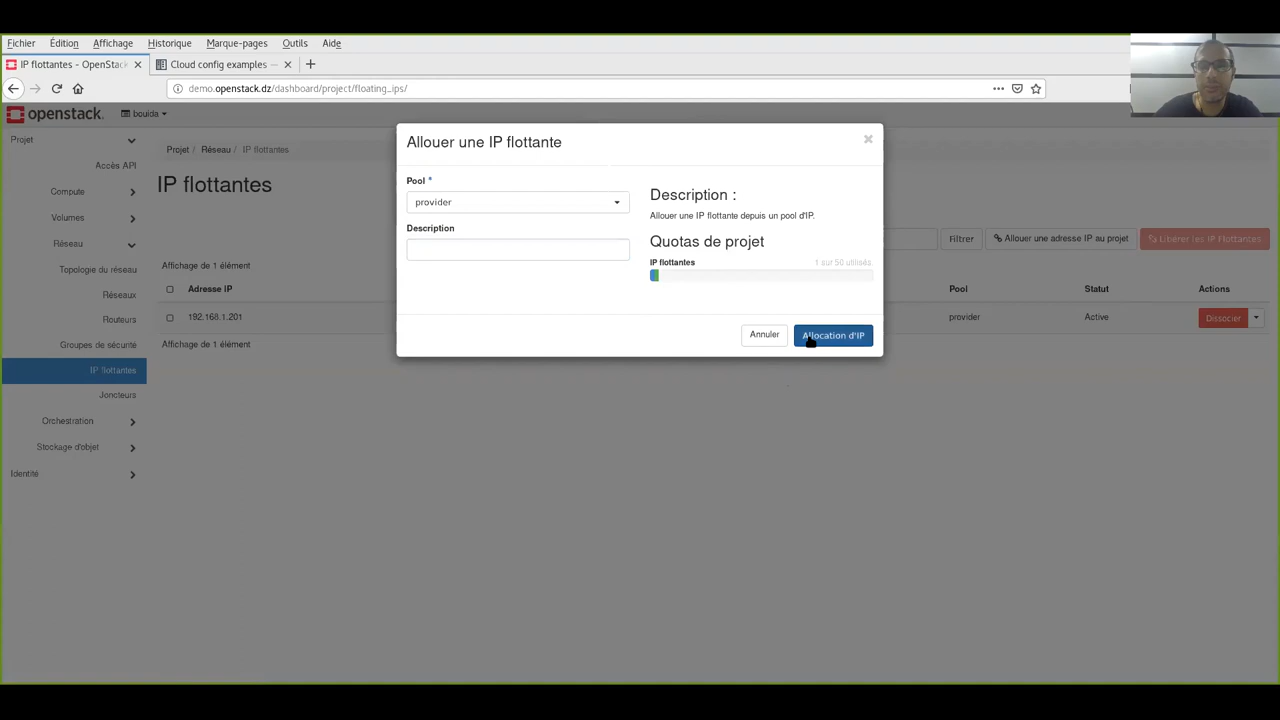 Fichier Édition Affichage Historique Marque-pages Outils Aide
IP flottantes - OpenStack Cloud config examples —
demo.openstack.dz/dashboard/project/floating_ips/
openstack. bouida
Projet
Accès API
Compute
Volumes
Réseau
Topologie du réseau
Réseaux
Routeurs
Groupes de sécurité
IP flottantes
Joncteurs
Orchestration
Stockage d'objet
Identité
Projet / Réseau / IP flottantes
IP flottantes
Filtrer Allouer une adresse IP au projet Libérer les IP Flottantes
Affichage de 1 élément
Adresse IP Pool Statut Actions
192.168.1.201 provider Active Dissocier
Affichage de 1 élément
Allouer une IP flottante
Pool *
provider
Description
Description :
Allouer une IP flottante depuis un pool d'IP.
Quotas de projet
IP flottantes 1 sur 50 utilisés.
Annuler Allocation d'IP